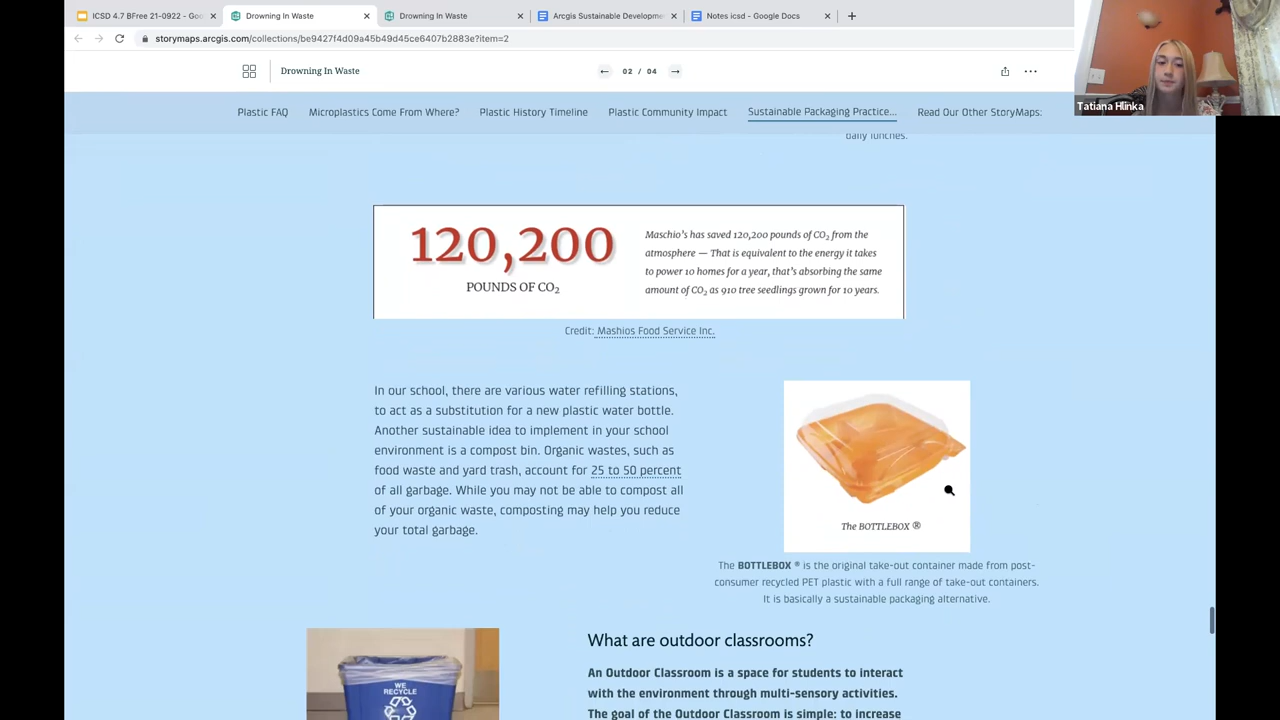 ICSD 4.7 BFree 21-0922 - Goo
Drowning In Waste
Drowning In Waste
Arcgis Sustainable Developme
Notes icsd - Google Docs
storymaps.arcgis.com/collections/be9427f4d09a45b49d45ce6407b2883e?item=2
Drowning In Waste
02 / 04
Tatiana Hlinka
Plastic FAQ
Microplastics Come From Where?
Plastic History Timeline
Plastic Community Impact
Sustainable Packaging Practice...
Read Our Other StoryMaps:
daily lunches.
120,200
POUNDS OF CO₂
Maschio's has saved 120,200 pounds of CO₂ from the
atmosphere — That is equivalent to the energy it takes
to power 10 homes for a year, that's absorbing the same
amount of CO₂ as 910 tree seedlings grown for 10 years.
Credit: Mashios Food Service Inc.
In our school, there are various water refilling stations,
to act as a substitution for a new plastic water bottle.
Another sustainable idea to implement in your school
environment is a compost bin. Organic wastes, such as
food waste and yard trash, account for 25 to 50 percent
of all garbage. While you may not be able to compost all
of your organic waste, composting may help you reduce
your total garbage.
The BOTTLEBOX ®
The BOTTLEBOX ® is the original take-out container made from post-
consumer recycled PET plastic with a full range of take-out containers.
It is basically a sustainable packaging alternative.
WE
RECYCLE
What are outdoor classrooms?
An Outdoor Classroom is a space for students to interact
with the environment through multi-sensory activities.
The goal of the Outdoor Classroom is simple: to increase